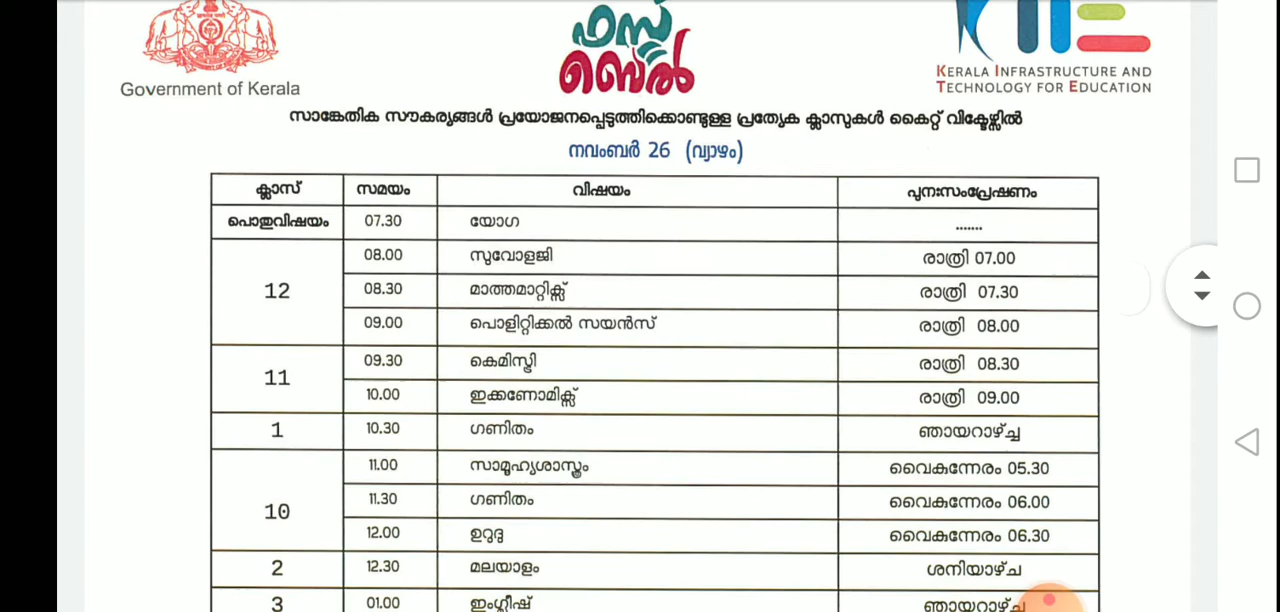 ഫസ്റ്റ്
ബെൽ
Government of Kerala
KITE
KERALA INFRASTRUCTURE AND
TECHNOLOGY FOR EDUCATION
സാങ്കേതിക സൗകര്യങ്ങൾ പ്രയോജനപ്പെടുത്തിക്കൊണ്ടുള്ള പ്രത്യേക ക്ലാസുകൾ കൈറ്റ് വിക്ടേഴ്സിൽ
നവംബർ 26 (വ്യാഴം)
ക്ലാസ് സമയം വിഷയം പുനഃസംപ്രേഷണം
പൊതുവിഷയം 07.30 യോഗ .......
12 08.00 സുവോളജി രാത്രി 07.00
08.30 മാത്തമാറ്റിക്സ് രാത്രി 07.30
09.00 പൊളിറ്റിക്കൽ സയൻസ് രാത്രി 08.00
11 09.30 കെമിസ്ട്രി രാത്രി 08.30
10.00 ഇക്കണോമിക്സ് രാത്രി 09.00
1 10.30 ഗണിതം ഞായറാഴ്ച്ച
10 11.00 സാമൂഹ്യശാസ്ത്രം വൈകുന്നേരം 05.30
11.30 ഗണിതം വൈകുന്നേരം 06.00
12.00 ഉറുദു വൈകുന്നേരം 06.30
2 12.30 മലയാളം ശനിയാഴ്ച
3 01.00 ഇംഗ്ലീഷ് ഞായറാഴ്ച